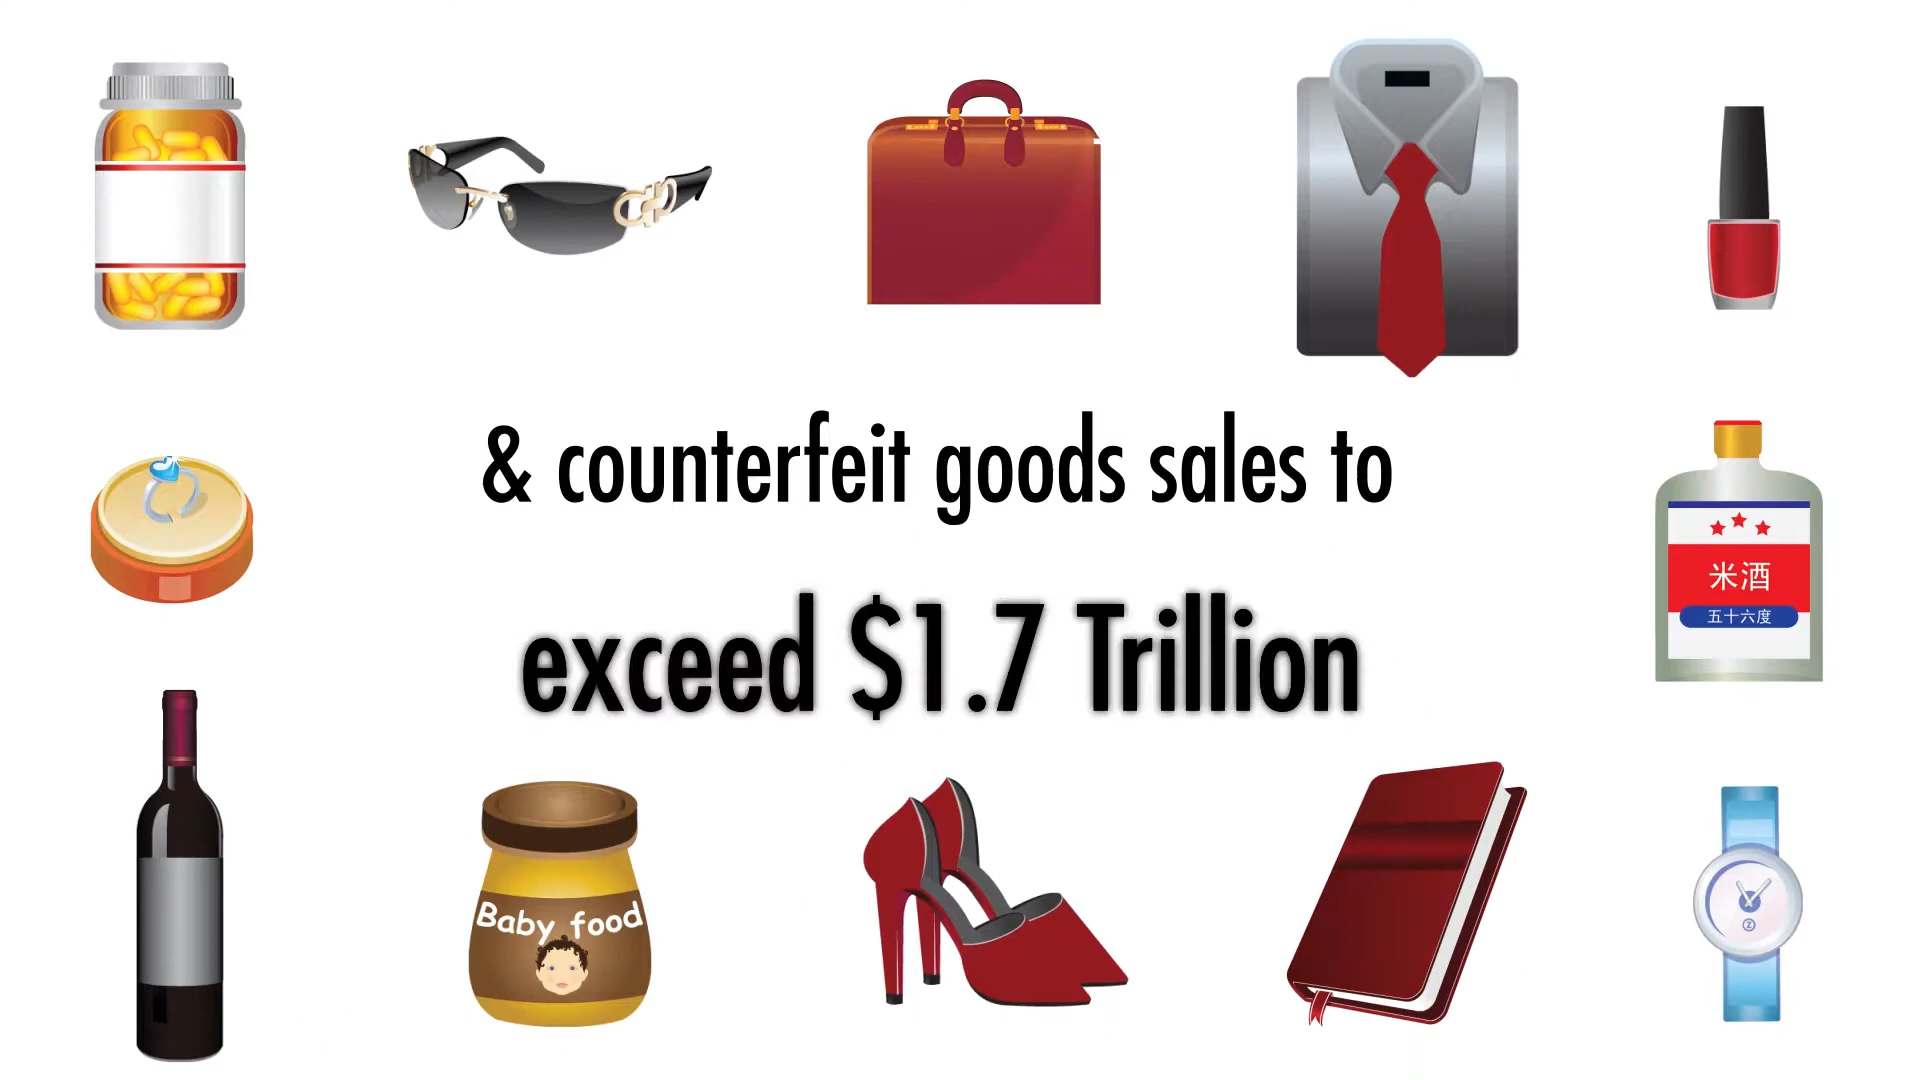 & counterfeit goods sales to
exceed $1.7 Trillion
米酒
五十六度
Baby food